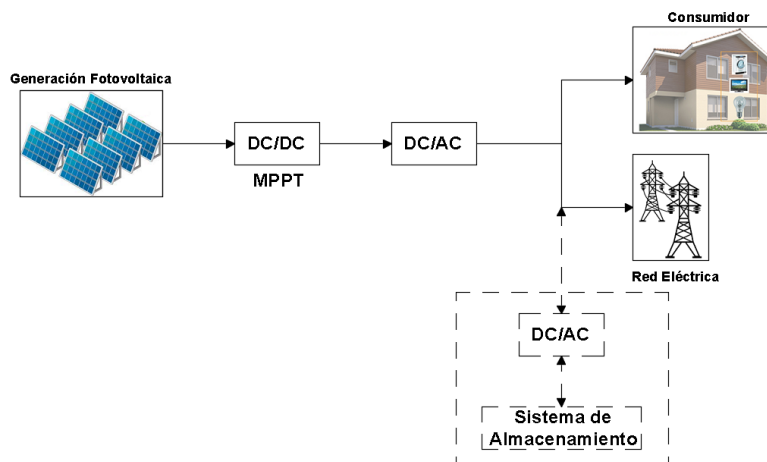 Consumidor
Generación Fotovoltaica
DC/DC
DC/AC
MPPT
Red Eléctrica
DC/AC
Sistema de
Almacenamiento